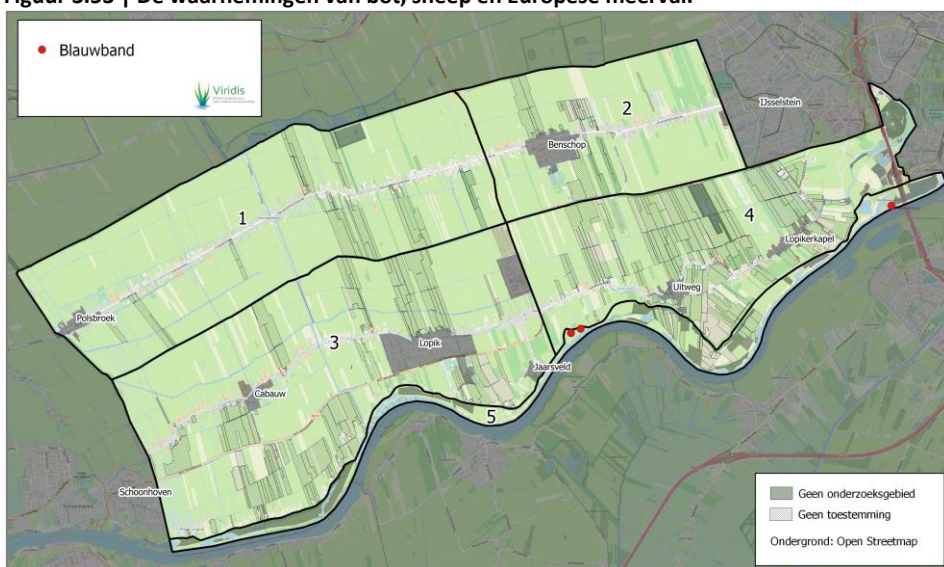 Figuur 3.53 | De waarnemingen van bot, sneep en Europese meerval.
Blauwband
Viridis
IJsselstein
2
Benschop
1
4
Lopikerkapel
Uitweg
Polsbroek
3
Lopik
Jaarsveld
Cabauw
5
Schoonhoven
Geen onderzoeksgebied
Geen toestemming
Ondergrond: Open Streetmap